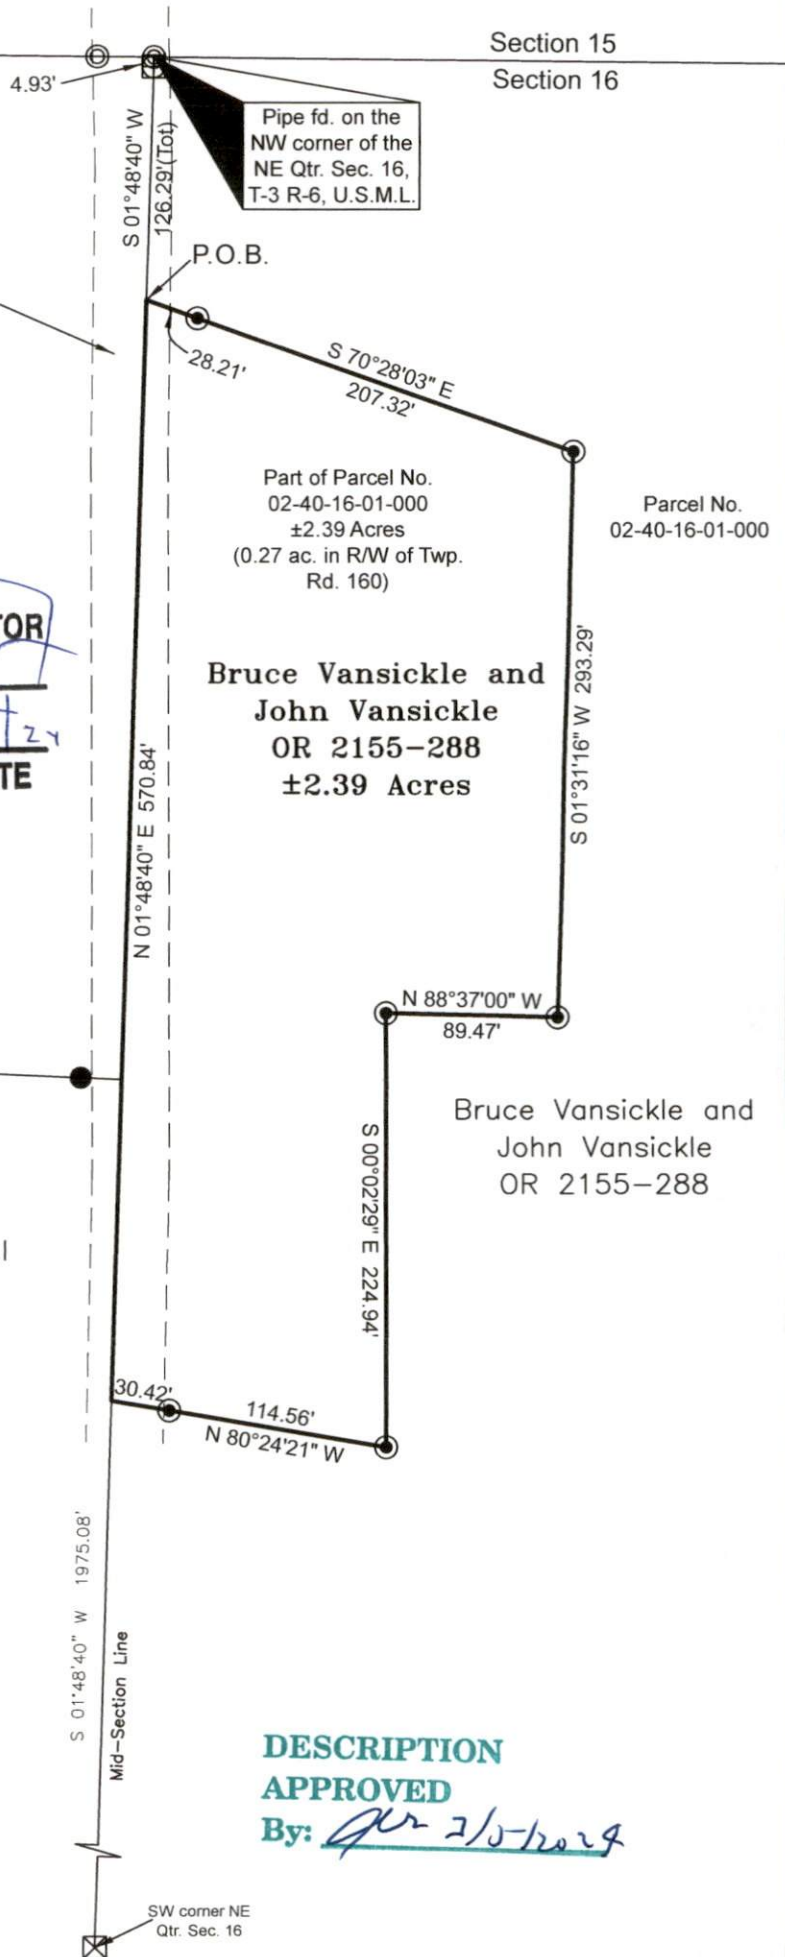 Section 15
Section 16
4.93'
Pipe fd. on the
NW corner of the
NE Qtr. Sec. 16,
T-3 R-6, U.S.M.L.
S 01°48'40" W
126.29'(Tot)
P.O.B.
28.21'
S 70°28'03" E
207.32'
Part of Parcel No.
02-40-16-01-000
±2.39 Acres
(0.27 ac. in R/W of Twp.
Rd. 160)
Parcel No.
02-40-16-01-000
TOR
Bruce Vansickle and
John Vansickle
OR 2155-288
±2.39 Acres
24
TE
N 01°48'40" E 570.84'
S 01°31'16" W 293.29'
N 88°37'00" W
89.47'
Bruce Vansickle and
John Vansickle
OR 2155-288
S 00°02'29" E 224.94'
30.42'
114.56'
N 80°24'21" W
S 01°48'40" W 1975.08'
Mid-Section Line
DESCRIPTION
APPROVED
By: 2/5/2024
SW corner NE
Qtr. Sec. 16